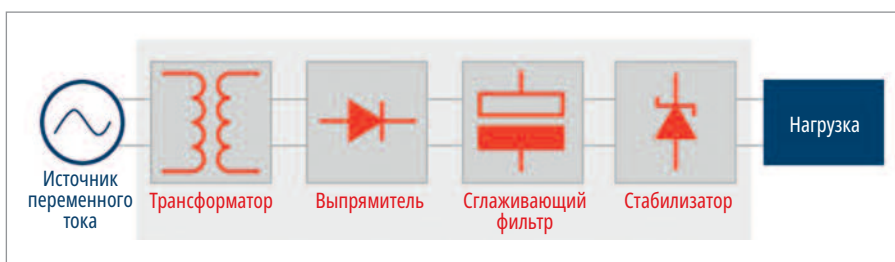 Источник
переменного
тока
Трансформатор
Выпрямитель
Сглаживающий
фильтр
Стабилизатор
Нагрузка